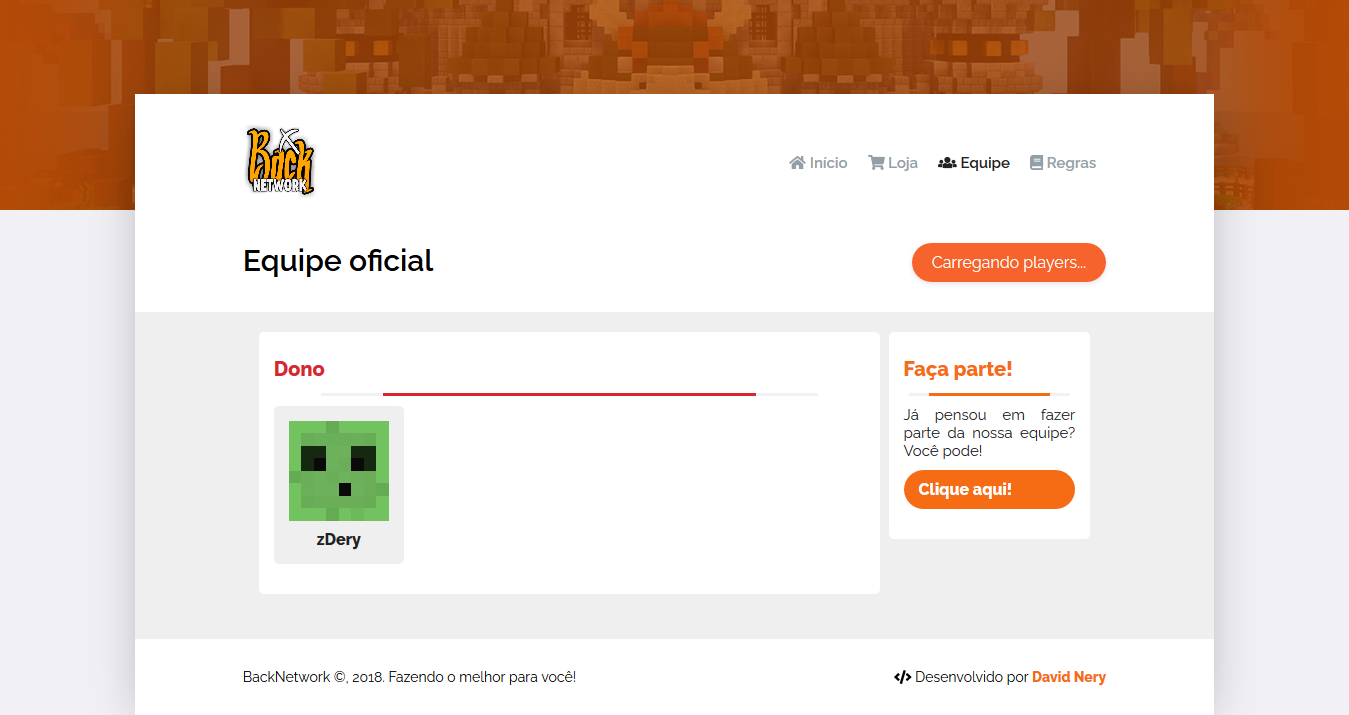 Back
NETWORK
Início Loja Equipe Regras
Equipe oficial
Carregando players...
Dono
zDery
Faça parte!
Já pensou em fazer
parte da nossa equipe?
Você pode!
Clique aqui!
BackNetwork ©, 2018. Fazendo o melhor para você!
Desenvolvido por David Nery